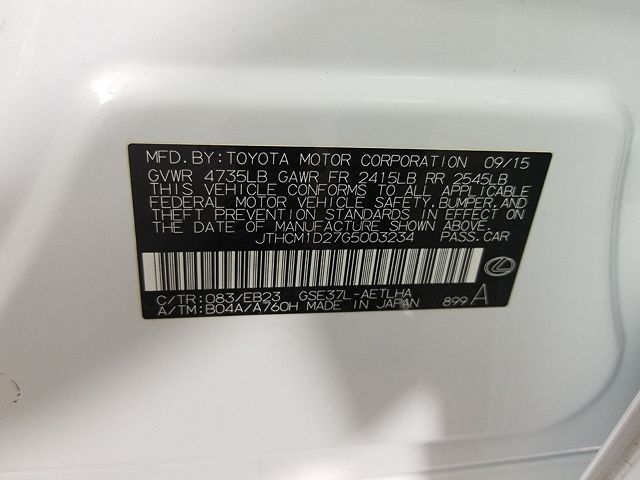 MFD.BY:TOYOTA MOTOR CORPORATION 09/15
GVWR 4735LB GAWR FR 2415LB RR 2545LB
THIS VEHICLE CONFORMS TO ALL APPLICABLE
FEDERAL MOTOR VEHICLE SAFETY,BUMPER,AND
THEFT PREVENTION STANDARDS IN EFFECT ON
THE DATE OF MANUFACTURE SHOWN ABOVE.
JTHCM1D27G5003234 PASS.CAR
C/TR:083/EB23 GSE37L-AETLHA
A/TM:B04A/A760H MADE IN JAPAN 899 A